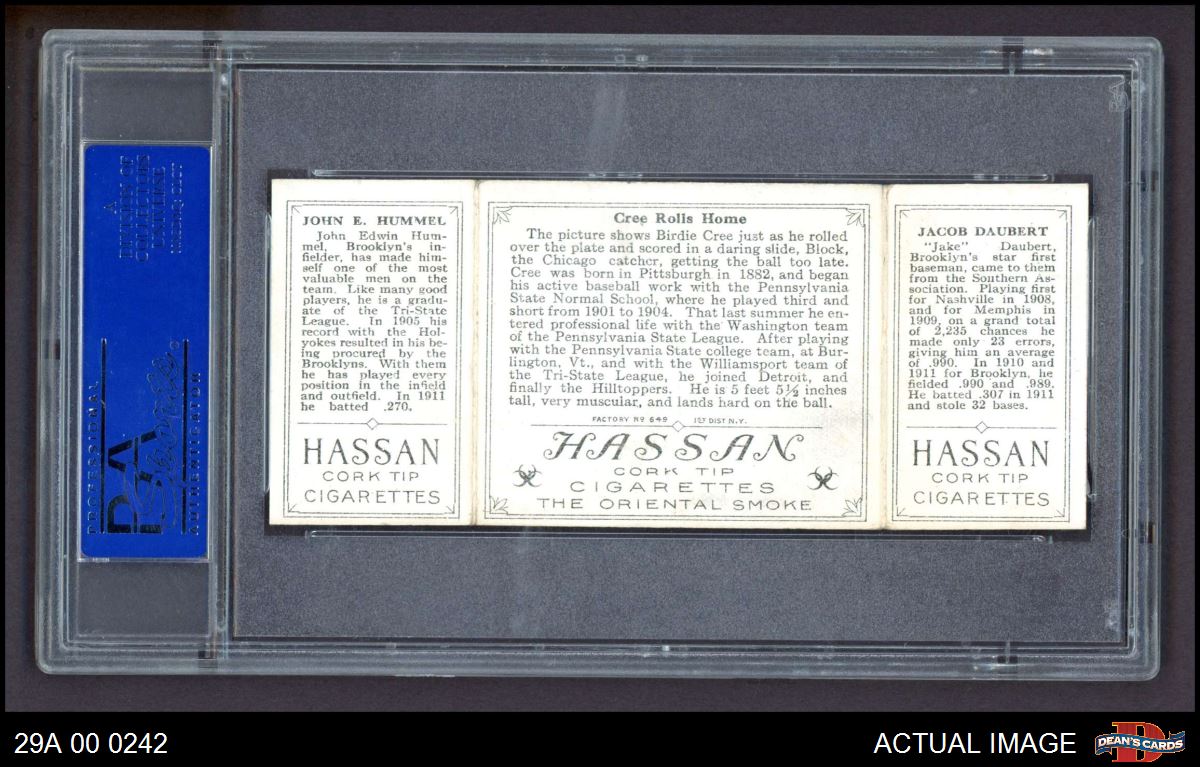 JOHN E. HUMMEL
John Edwin Hum-
mel, Brooklyn's in-
fielder, has made him-
self one of the most
valuable men on the
team. Like many good
players, he is a gradu-
ate of the Tri-State
League. In 1905 his
record with the Hol-
yokes resulted in his be-
ing procured by the
Brooklyns. With them
he has played every
position in the infield
and outfield. In 1911
he batted .270.
HASSAN
CORK TIP
CIGARETTES
Cree Rolls Home
The picture shows Birdie Cree just as he rolled
over the plate and scored in a daring slide, Block,
the Chicago catcher, getting the ball too late.
Cree was born in Pittsburgh in 1882, and began
his active baseball work with the Pennsylvania
State Normal School, where he played third and
short from 1901 to 1904. That last summer he en-
tered professional life with the Washington team
of the Pennsylvania State League. After playing
with the Pennsylvania State college team, at Bur-
lington, Vt., and with the Williamsport team of
the Tri-State League, he joined Detroit, and
finally the Hilltoppers. He is 5 feet 5½ inches
tall, very muscular, and lands hard on the ball.
FACTORY Nº 649 1ST DIST N.Y.
HASSAN
CORK TIP
CIGARETTES
THE ORIENTAL SMOKE
JACOB DAUBERT
"Jake" Daubert,
Brooklyn's star first
baseman, came to them
from the Southern As-
sociation. Playing first
for Nashville in 1908,
and for Memphis in
1909, on a grand total
of 2,235 chances he
made only 23 errors,
giving him an average
of .990. In 1910 and
1911 for Brooklyn, he
fielded .990 and .989.
He batted .307 in 1911
and stole 32 bases.
HASSAN
CORK TIP
CIGARETTES
A
DIVISION OF
COLLECTORS
UNIVERSE
NASDAQ: CLCT
PROFESSIONAL
PSA
AUTHENTICATOR
29A 00 0242
ACTUAL IMAGE
DEAN'S CARDS